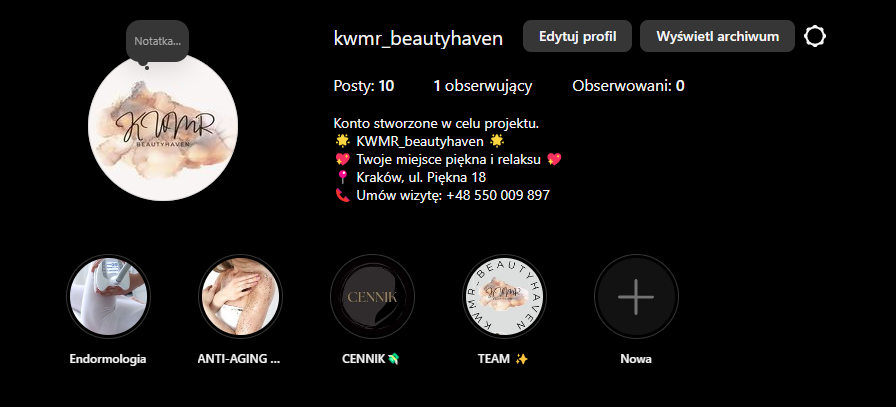 Notatka...
kwmr_beautyhaven
Edytuj profil
Wyświetl archiwum
Posty: 10
1 obserwujący
Obserwowani: 0
KWMR
BEAUTYHAVEN
Konto stworzone w celu projektu.
🌟 KWMR_beautyhaven 🌟
💖 Twoje miejsce piękna i relaksu 💖
📍 Kraków, ul. Piękna 18
📞 Umów wizytę: +48 550 009 897
CENNIK
KWMR-BEAUTYHAVEN
KWMR
Endormologia
ANTI-AGING ...
CENNIK💸
TEAM ✨
Nowa